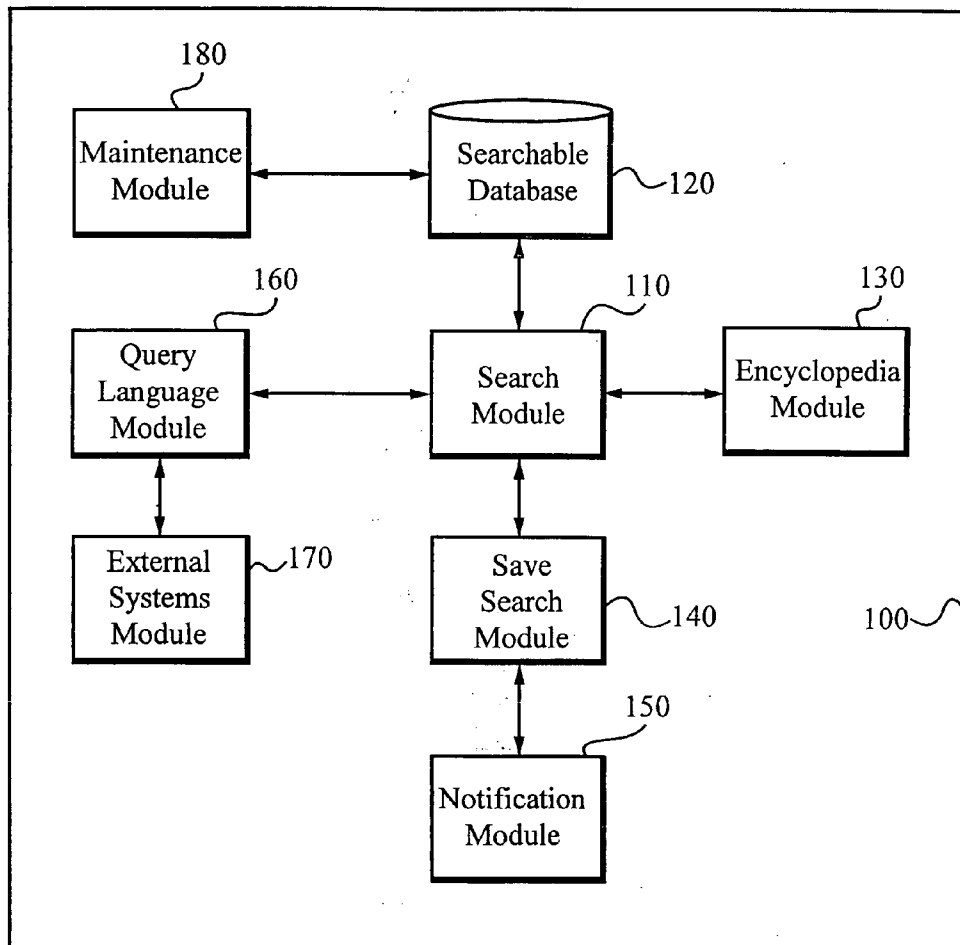 180
Maintenance
Module
Searchable
Database
120
160
Query
Language
Module
110
Search
Module
130
Encyclopedia
Module
External
Systems
Module
170
Save
Search
Module
140
100
150
Notification
Module